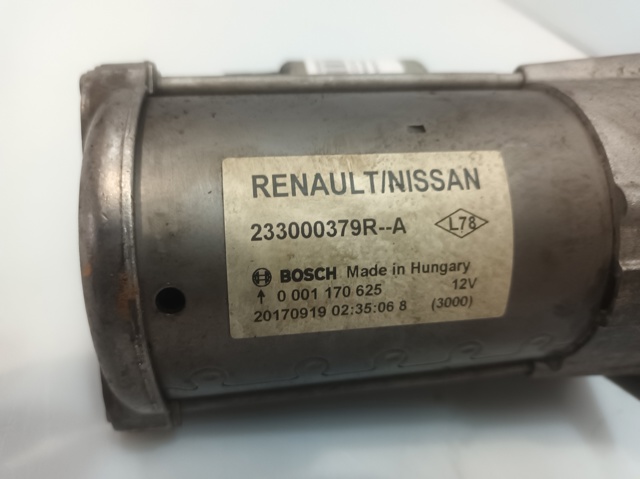 RENAULT/NISSAN
233000379R--A L78
BOSCH Made in Hungary
0 001 170 625 12V
20170919 02:35:06 8 (3000)